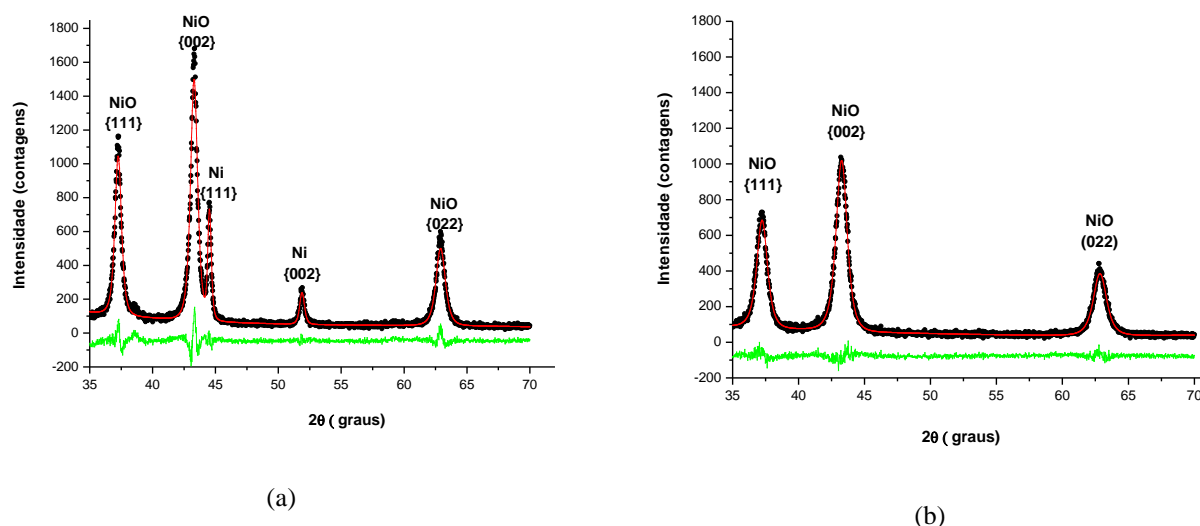 1800
1600
1400
1200
1000
800
600
400
200
0
-200
Intensidade (contagens)
NiO
{111}
NiO
{002}
Ni
{111}
Ni
{002}
NiO
{022}
35 40 45 50 55 60 65 70
2θ ( graus)
(a)
1800
1600
1400
1200
1000
800
600
400
200
0
-200
Intensidade (contagens)
NiO
{111}
NiO
{002}
NiO
(022)
35 40 45 50 55 60 65 70
2θ ( graus)
(b)